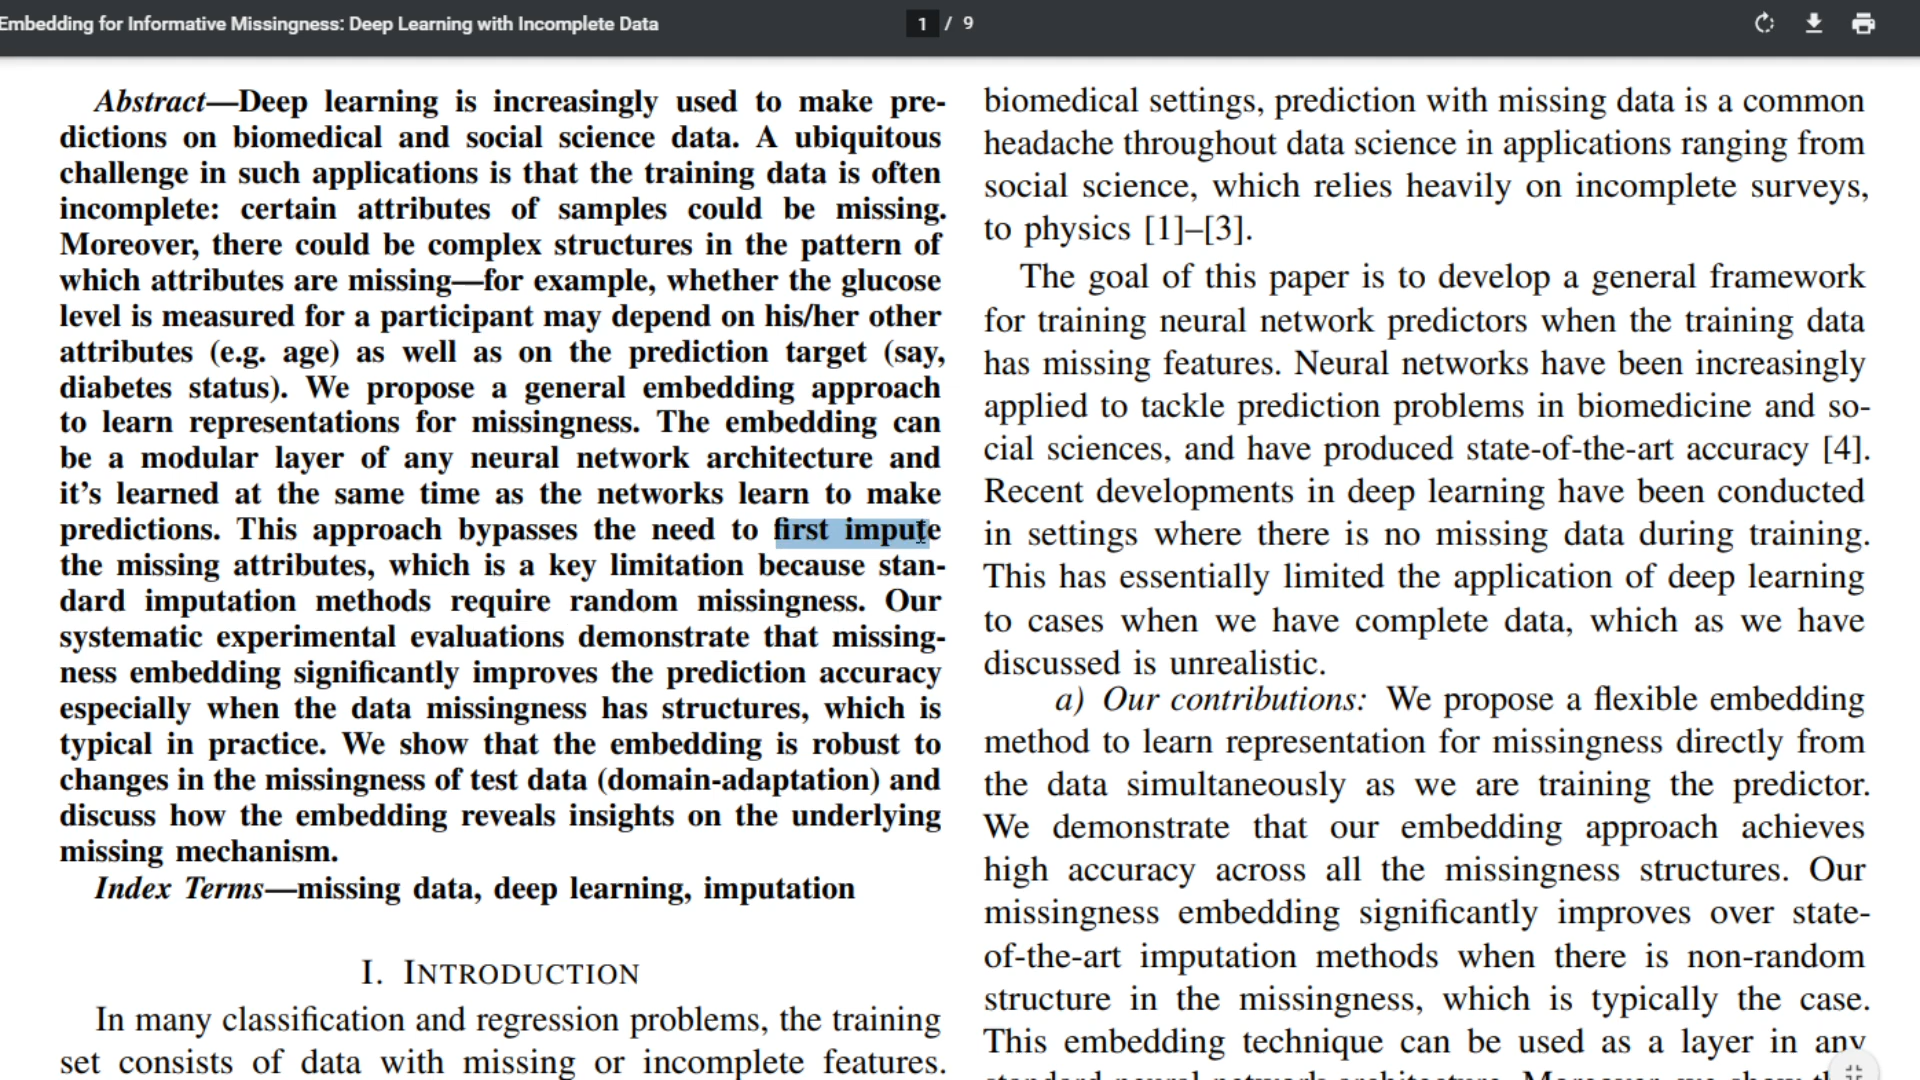 Embedding for Informative Missingness: Deep Learning with Incomplete Data
1 / 9
Abstract—Deep learning is increasingly used to make pre-
dictions on biomedical and social science data. A ubiquitous
challenge in such applications is that the training data is often
incomplete: certain attributes of samples could be missing.
Moreover, there could be complex structures in the pattern of
which attributes are missing—for example, whether the glucose
level is measured for a participant may depend on his/her other
attributes (e.g. age) as well as on the prediction target (say,
diabetes status). We propose a general embedding approach
to learn representations for missingness. The embedding can
be a modular layer of any neural network architecture and
it's learned at the same time as the networks learn to make
predictions. This approach bypasses the need to first impute
the missing attributes, which is a key limitation because stan-
dard imputation methods require random missingness. Our
systematic experimental evaluations demonstrate that missing-
ness embedding significantly improves the prediction accuracy
especially when the data missingness has structures, which is
typical in practice. We show that the embedding is robust to
changes in the missingness of test data (domain-adaptation) and
discuss how the embedding reveals insights on the underlying
missing mechanism.
Index Terms—missing data, deep learning, imputation
I. INTRODUCTION
In many classification and regression problems, the training
set consists of data with missing or incomplete features.
biomedical settings, prediction with missing data is a common
headache throughout data science in applications ranging from
social science, which relies heavily on incomplete surveys,
to physics [1]–[3].
The goal of this paper is to develop a general framework
for training neural network predictors when the training data
has missing features. Neural networks have been increasingly
applied to tackle prediction problems in biomedicine and so-
cial sciences, and have produced state-of-the-art accuracy [4].
Recent developments in deep learning have been conducted
in settings where there is no missing data during training.
This has essentially limited the application of deep learning
to cases when we have complete data, which as we have
discussed is unrealistic.
a) Our contributions: We propose a flexible embedding
method to learn representation for missingness directly from
the data simultaneously as we are training the predictor.
We demonstrate that our embedding approach achieves
high accuracy across all the missingness structures. Our
missingness embedding significantly improves over state-
of-the-art imputation methods when there is non-random
structure in the missingness, which is typically the case.
This embedding technique can be used as a layer in any